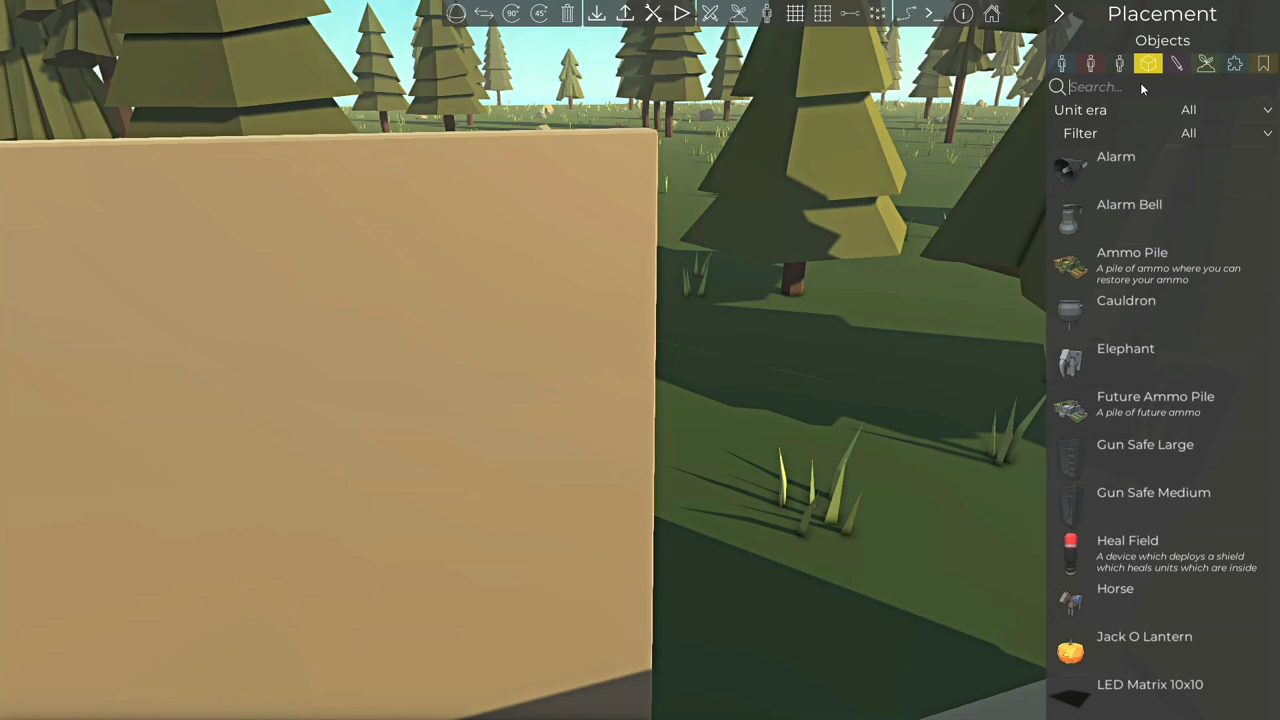 90°
45°
Placement
Objects
Search...
Unit era
All
Filter
All
Alarm
Alarm Bell
Ammo Pile
A pile of ammo where you can
restore your ammo
Cauldron
Elephant
Future Ammo Pile
A pile of future ammo
Gun Safe Large
Gun Safe Medium
Heal Field
A device which deploys a shield
which heals units which are inside
Horse
Jack O Lantern
LED Matrix 10x10